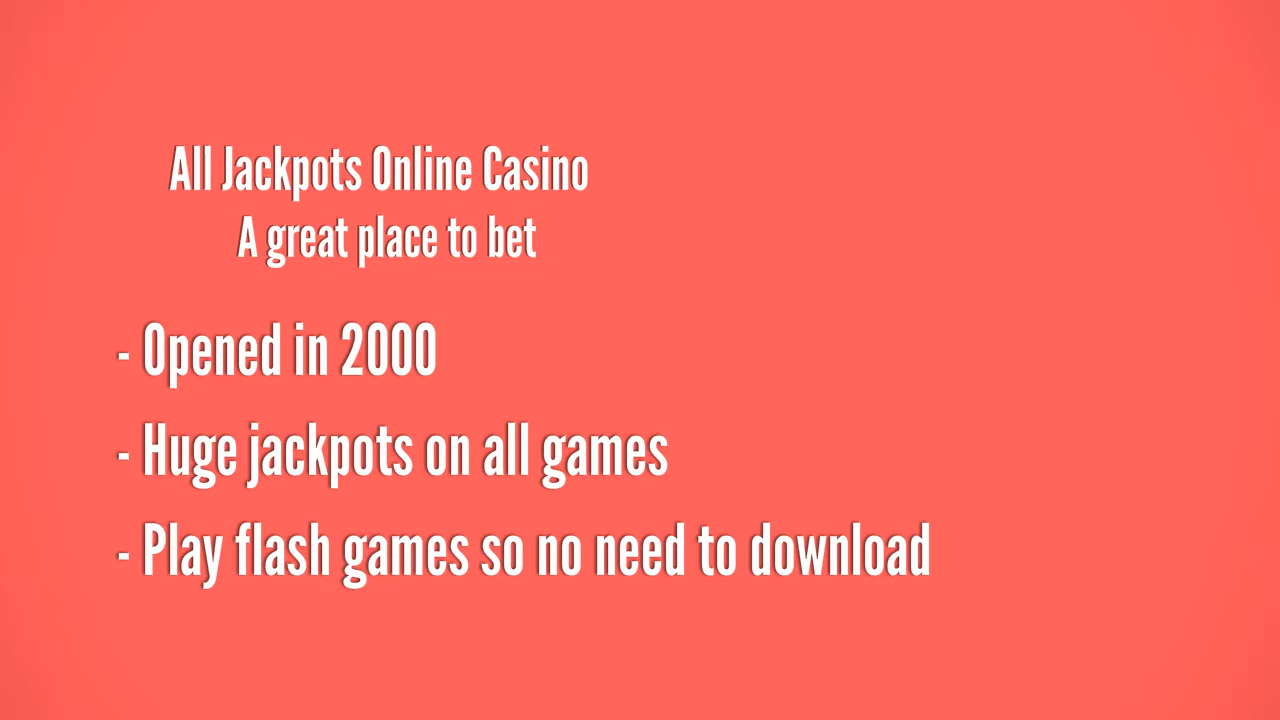 All Jackpots Online Casino
A great place to bet
- Opened in 2000
- Huge jackpots on all games
- Play flash games so no need to download